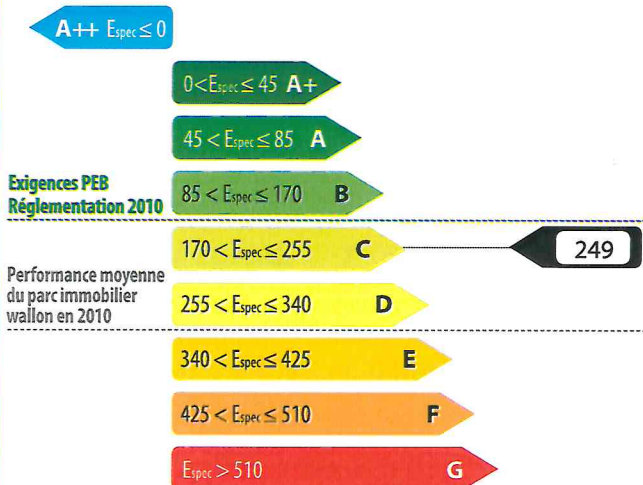 A++ Espec ≤ 0
0 < Espec ≤ 45 A+
45 < Espec ≤ 85 A
Exigences PEB
Réglementation 2010
85 < Espec ≤ 170 B
170 < Espec ≤ 255 C
249
Performance moyenne
du parc immobilier
wallon en 2010
255 < Espec ≤ 340 D
340 < Espec ≤ 425 E
425 < Espec ≤ 510 F
Espec > 510 G